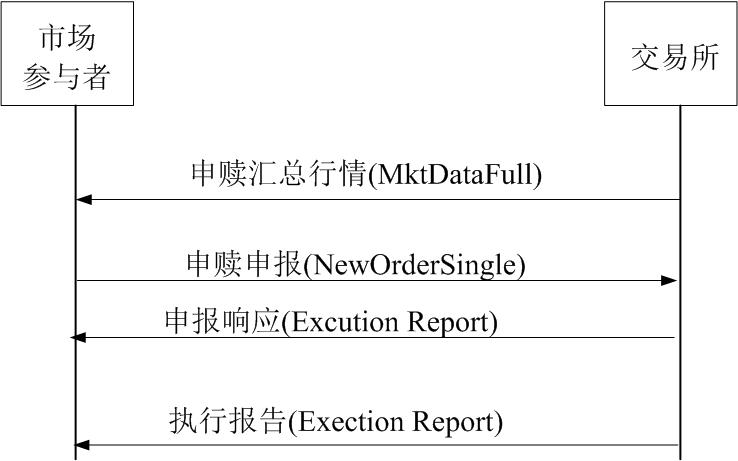 市场
参与者
交易所
申赎汇总行情(MktDataFull)
申赎申报(NewOrderSingle)
申报响应(Excution Report)
执行报告(Exection Report)